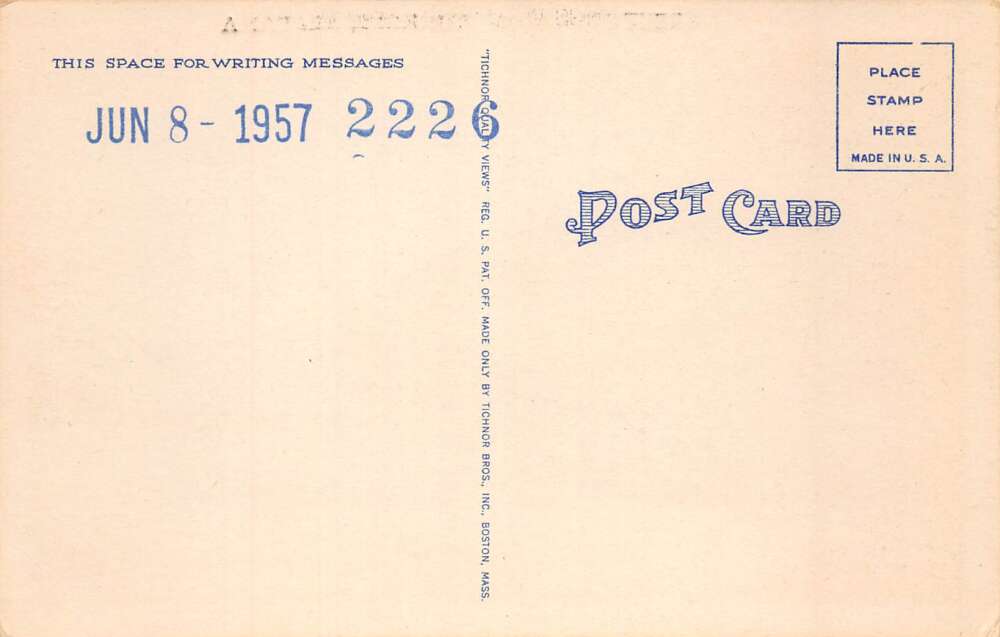 THIS SPACE FOR WRITING MESSAGES
JUN 8 - 1957 2226
"TICHNOR QUALITY VIEWS" REG. U. S. PAT. OFF. MADE ONLY BY TICHNOR BROS., INC., BOSTON, MASS.
PLACE
STAMP
HERE
MADE IN U. S. A.
POST CARD